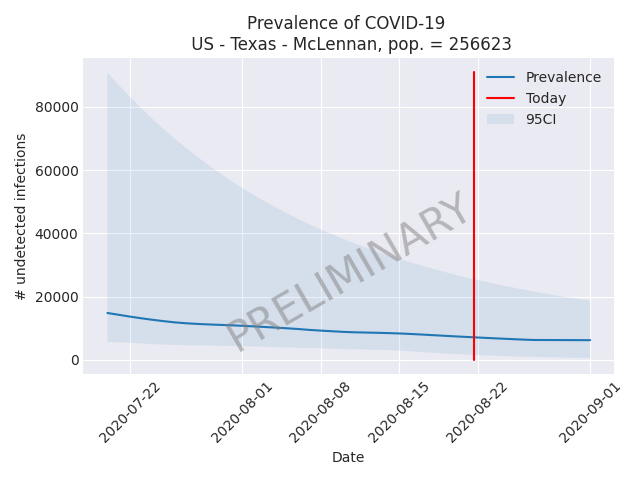 Prevalence of COVID-19
US - Texas - McLennan, pop. = 256623
Prevalence
Today
95CI
80000
60000
40000
20000
0
# undetected infections
PRELIMINARY
2020-07-22
2020-08-01
2020-08-08
2020-08-15
2020-08-22
2020-09-01
Date